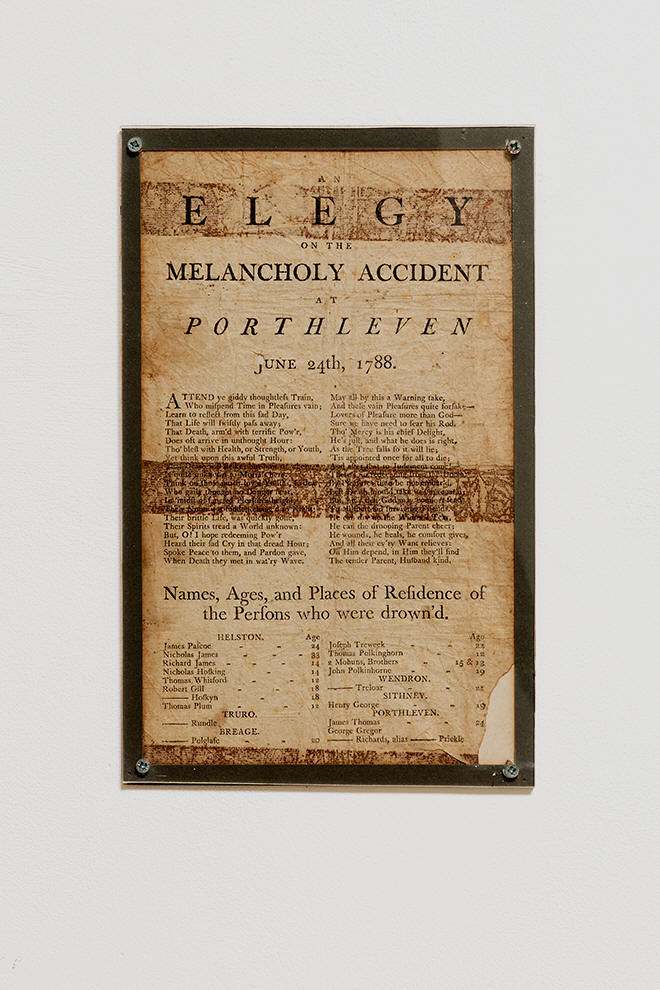 AN
ELEGY
ON THE
MELANCHOLY ACCIDENT
AT
PORTHLEVEN
JUNE 24th, 1788.
ATTEND ye giddy thoughtleſs Train,
Who miſpend Time in Pleaſures vain;
Learn to reflect from this ſad Day,
That Life will ſwiftly paſs away;
That Death, arm'd with terrific Pow'r,
Does oft arrive in unthought Hour:
Tho' bleſt with Health, or Strength, or Youth,
Yet think upon this awful Truth,
Their brittle Life, was quickly gone,
Their Spirits tread a World unknown:
But, O! I hope redeeming Pow'r
Heard their ſad Cry in that dread Hour;
Spoke Peace to them, and Pardon gave,
When Death they met in wat'ry Wave.
May all by this a Warning take,
And theſe vain Pleaſures quite forſake—
Lovers of Pleaſure more than God—
Sure we have need to fear his Rod.
Tho' Mercy is his chief Delight,
He's juſt, and what he does is right,
As the Tree falls ſo it will lie;
'Tis appointed once for all to die;
And after that to Judgment come:
He can the drooping Parent cheer;
He wounds, he heals, he comfort gives,
And all their ev'ry Want relieves:
On Him depend, in Him they'll find
The tender Parent, Huſband kind.
Names, Ages, and Places of Reſidence of
the Perſons who were drown'd.
HELSTON. Age
James Paſcoe 24
Nicholas James 33
Richard James 14
Nicholas Hoſking 14
Thomas Whitford 12
Robert Gill 18
—— Hoſkyn 18
Thomas Plum 12
TRURO.
—— Rundle
BREAGE.
—— Polglaſe 20
Age
Joſeph Treweek 22
Thomas Polkinghorn 12
2 Mohuns, Brothers 15 & 13
John Polkinborne 19
WENDRON.
—— Treloar 22
SITHNEY.
Henry George 19
PORTHLEVEN.
James Thomas 24
George Gregor
—— Richards, alias —— Prickle